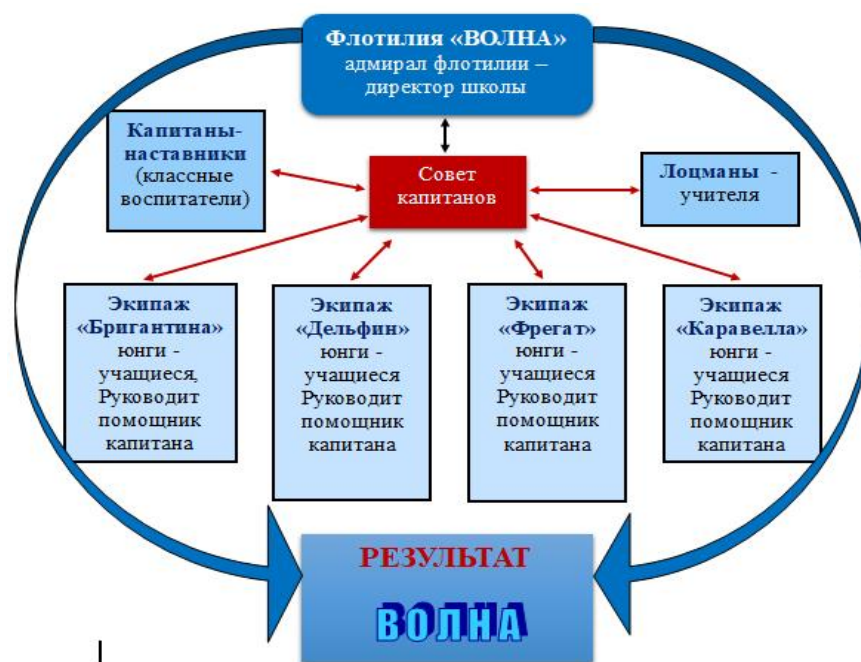 Флотилия «ВОЛНА»
адмирал флотилии –
директор школы
Капитаны-
наставники
(классные
воспитатели)
Совет
капитанов
Лоцманы -
учителя
Экипаж
«Бригантина»
юнги -
учащиеся,
Руководит
помощник
капитана
Экипаж
«Дельфин»
юнги -
учащиеся
Руководит
помощник
капитана
Экипаж
«Фрегат»
юнги -
учащиеся
Руководит
помощник
капитана
Экипаж
«Каравелла»
юнги -
учащиеся
Руководит
помощник
капитана
РЕЗУЛЬТАТ
ВОЛНА